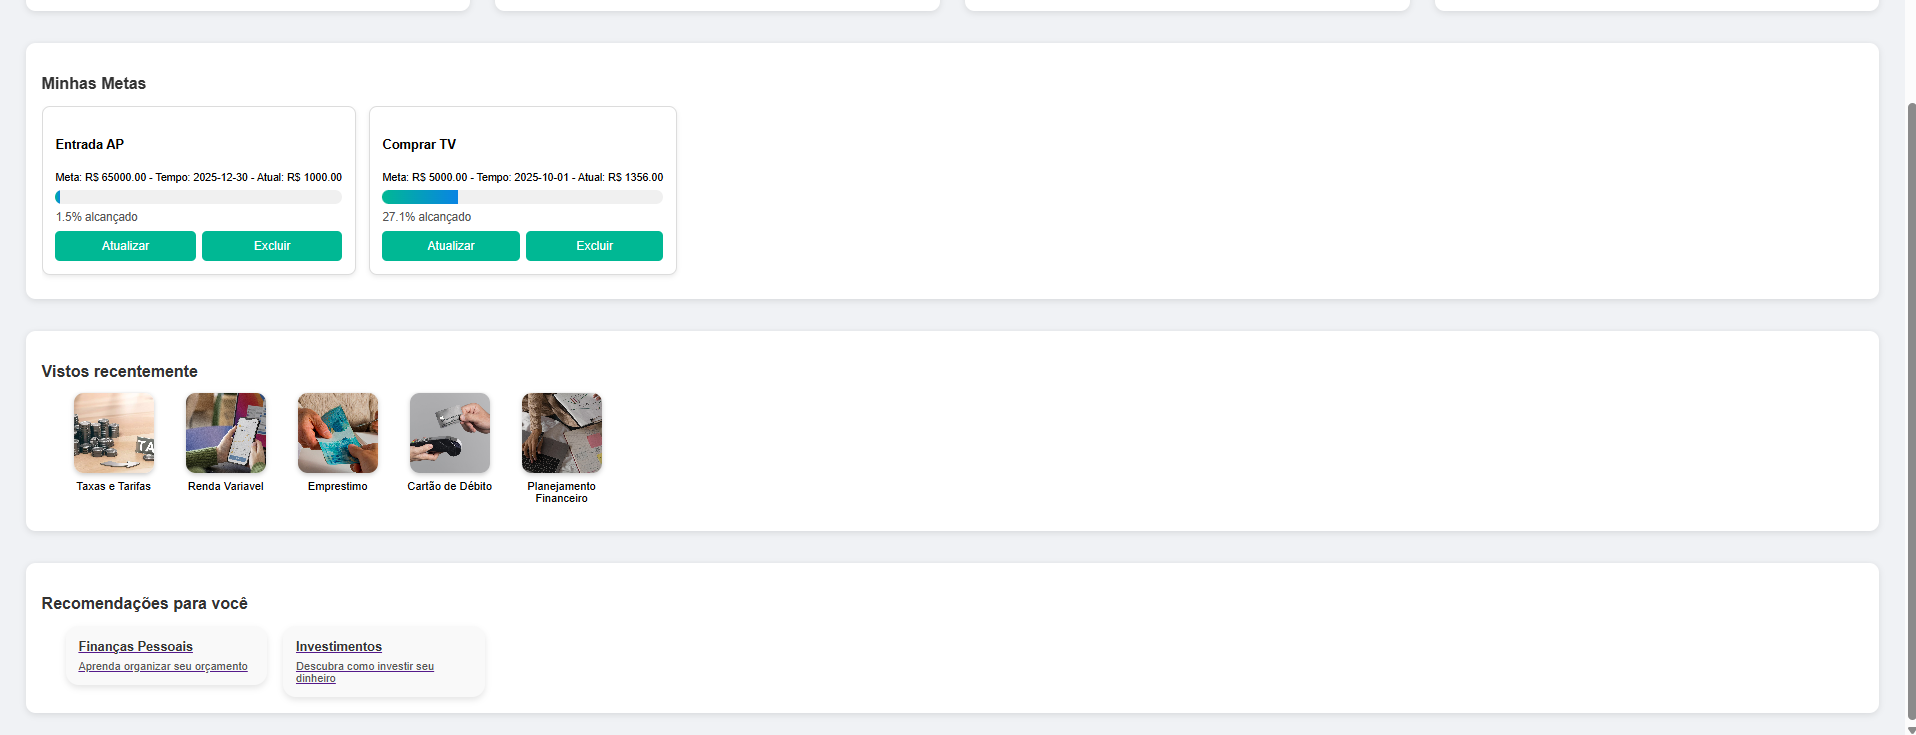 Minhas Metas
Entrada AP
Meta: R$ 65000.00 - Tempo: 2025-12-30 - Atual: R$ 1000.00
1.5% alcançado
Atualizar
Excluir
Comprar TV
Meta: R$ 5000.00 - Tempo: 2025-10-01 - Atual: R$ 1356.00
27.1% alcançado
Atualizar
Excluir
Vistos recentemente
TA
Taxas e Tarifas
Renda Variavel
Emprestimo
Cartão de Débito
Planejamento
Financeiro
Recomendações para você
Finanças Pessoais
Aprenda organizar seu orçamento
Investimentos
Descubra como investir seu
dinheiro